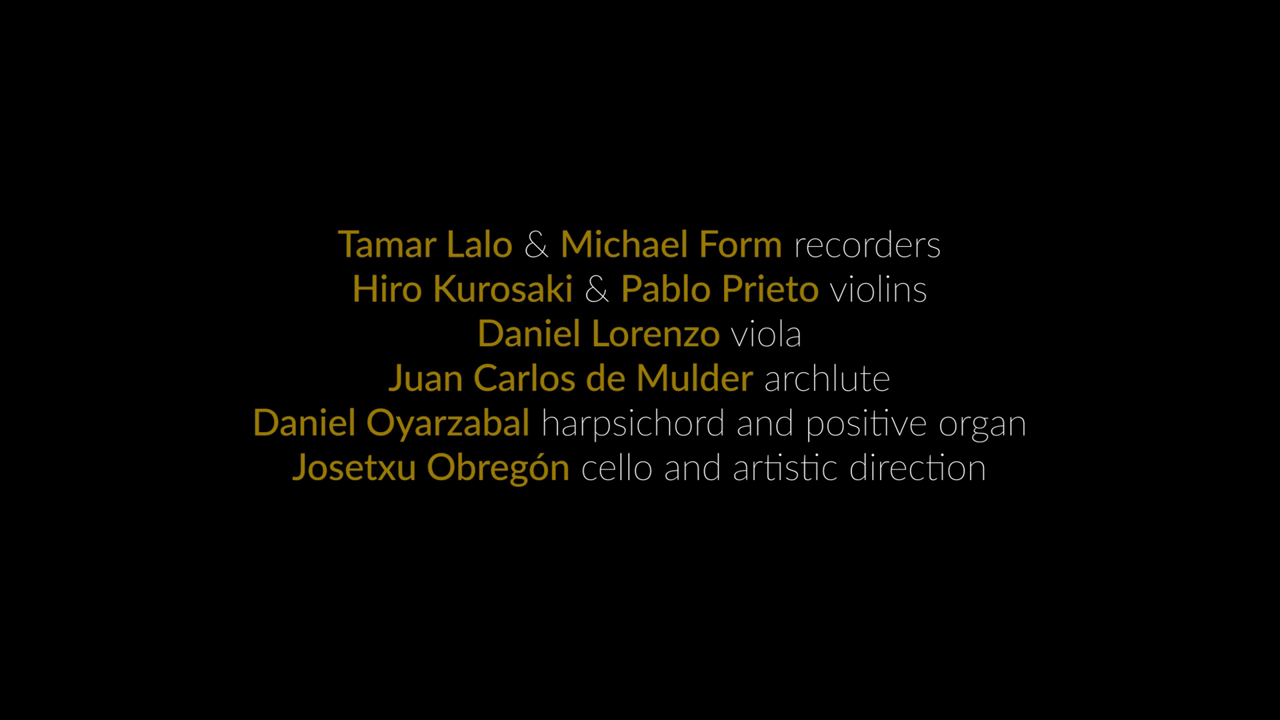 Tamar Lalo & Michael Form recorders
Hiro Kurosaki & Pablo Prieto violins
Daniel Lorenzo viola
Juan Carlos de Mulder archlute
Daniel Oyarzabal harpsichord and positive organ
Josetxu Obregón cello and artistic direction